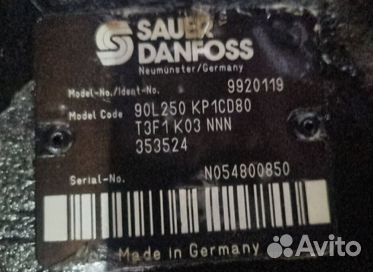 SAUER
DANFOSS
Neumünster/Germany
Model-No./Ident-No. 9920119
Model Code 90L250 KP1CD80
T3F1 K03 NNN
353524
Serial-No. N054800850
Made in Germany
Avito